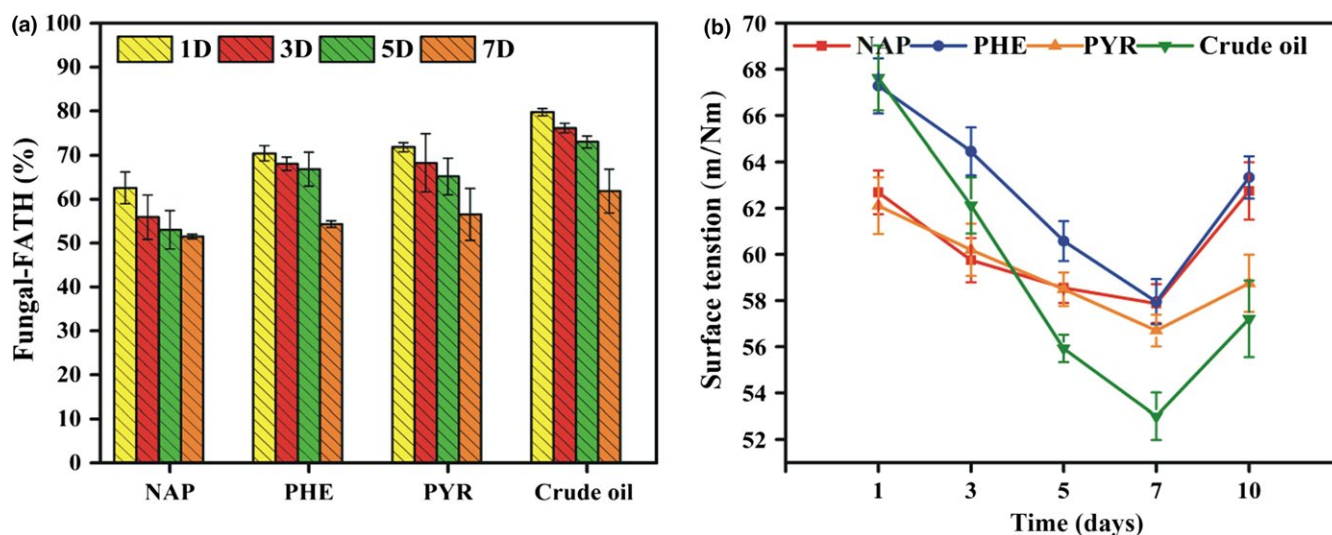 (a)
100
90
80
70
60
50
40
30
20
10
0
Fungal-FATH (%)
1D 3D 5D 7D
NAP PHE PYR Crude oil
(b)
70
68
66
64
62
60
58
56
54
52
Surface tenstion (m/Nm)
NAP PHE PYR Crude oil
1 3 5 7 10
Time (days)